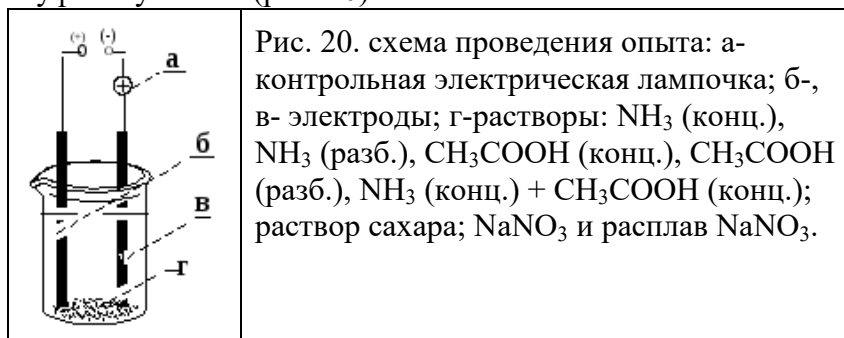 (+) (-)
а
б
в
г
Рис. 20. схема проведения опыта: а-
контрольная электрическая лампочка; б-,
в- электроды; г-растворы: NH₃ (конц.),
NH₃ (разб.), CH₃COOH (конц.), CH₃COOH
(разб.), NH₃ (конц.) + CH₃COOH (конц.);
раствор сахара; NaNO₃ и расплав NaNO₃.